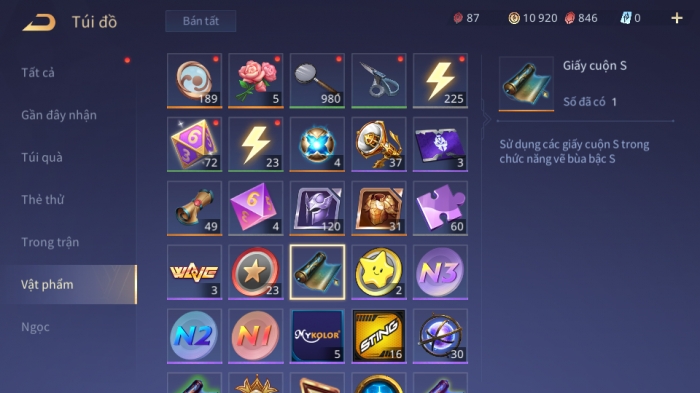 Túi đồ
Bán tất
87
10 920
846
0
+
Tất cả
Gần đây nhận
Túi quà
Thẻ thử
Trong trận
Vật phẩm
Ngọc
189
5
980
225
72
23
4
37
3
49
4
120
31
60
3
23
2
N3
N2
N1
MYKOLOR
5
STING
16
30
Giấy cuộn S
Số đã có 1
Sử dụng các giấy cuộn S trong
chức năng vẽ bùa bậc S